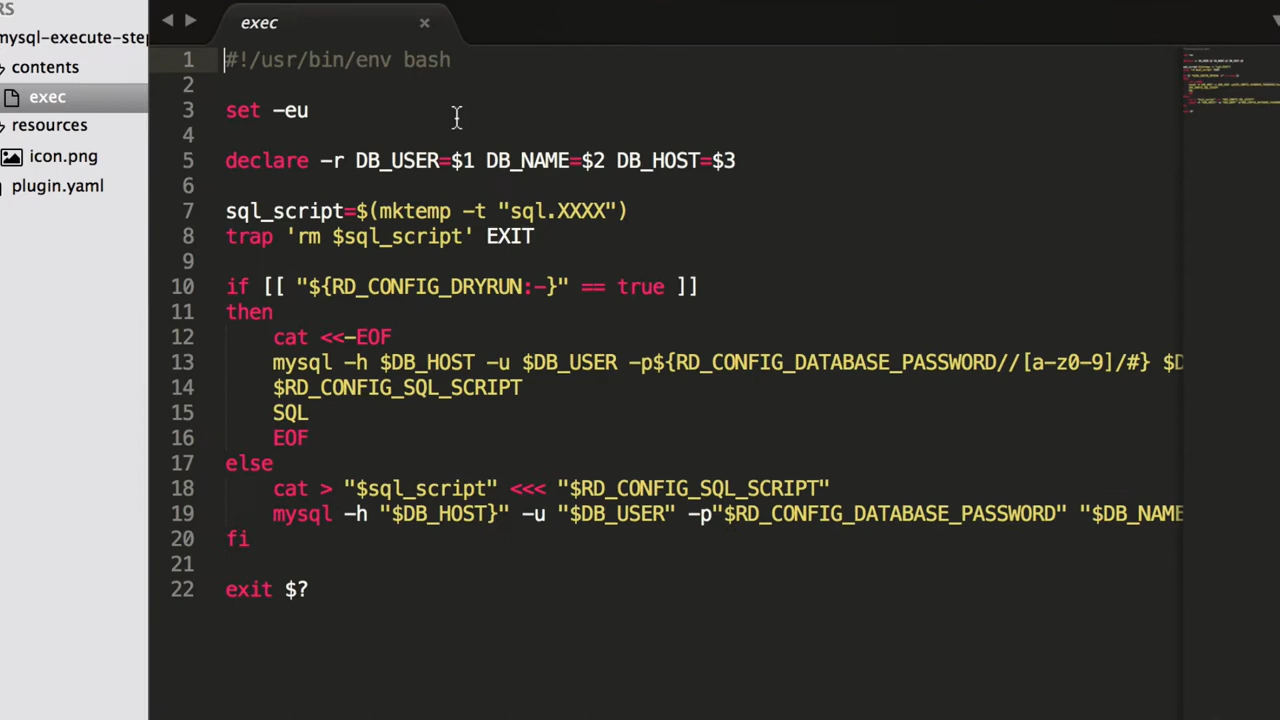 RS
mysql-execute-step
contents
exec
resources
icon.png
plugin.yaml
exec ×
1 #!/usr/bin/env bash
2
3 set -eu
4
5 declare -r DB_USER=$1 DB_NAME=$2 DB_HOST=$3
6
7 sql_script=$(mktemp -t "sql.XXXX")
8 trap 'rm $sql_script' EXIT
9
10 if [[ "${RD_CONFIG_DRYRUN:-}" == true ]]
11 then
12 cat <<-EOF
13 mysql -h $DB_HOST -u $DB_USER -p${RD_CONFIG_DATABASE_PASSWORD//[a-z0-9]/#} $D
14 $RD_CONFIG_SQL_SCRIPT
15 SQL
16 EOF
17 else
18 cat > "$sql_script" <<< "$RD_CONFIG_SQL_SCRIPT"
19 mysql -h "$DB_HOST}" -u "$DB_USER" -p"$RD_CONFIG_DATABASE_PASSWORD" "$DB_NAME
20 fi
21
22 exit $?